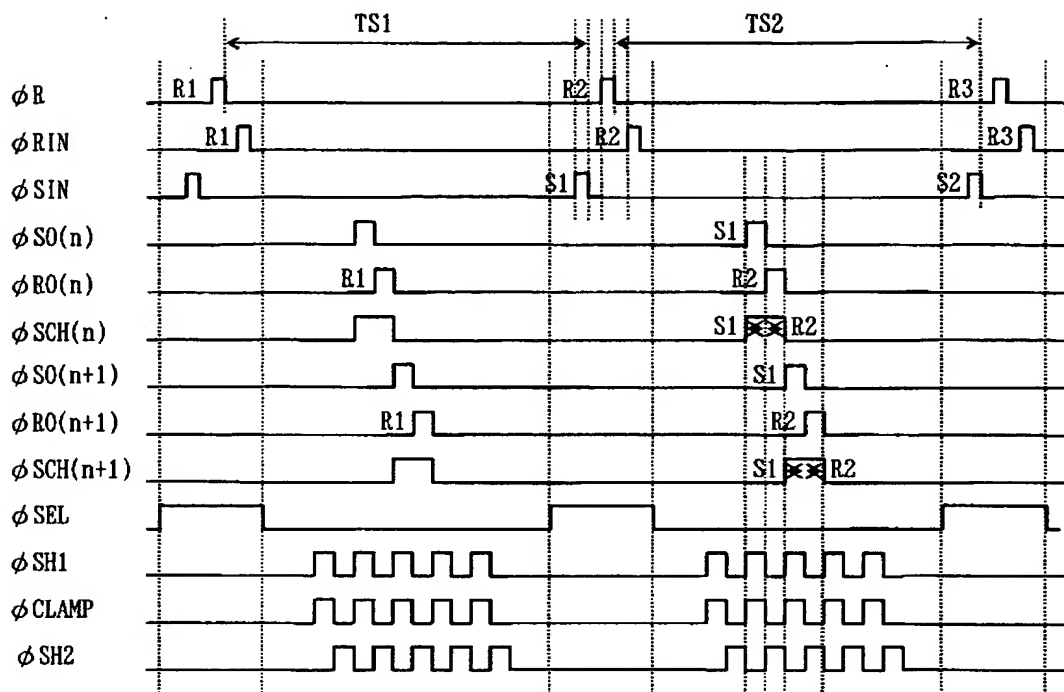 TS1 TS2
φR R1 R2 R3
φRIN R1 R2 R3
φSIN S1 S2
φSO(n) S1
φRO(n) R1 R2
φSCH(n) S1 R2
φSO(n+1) S1
φRO(n+1) R1 R2
φSCH(n+1) S1 R2
φSEL
φSH1
φCLAMP
φSH2